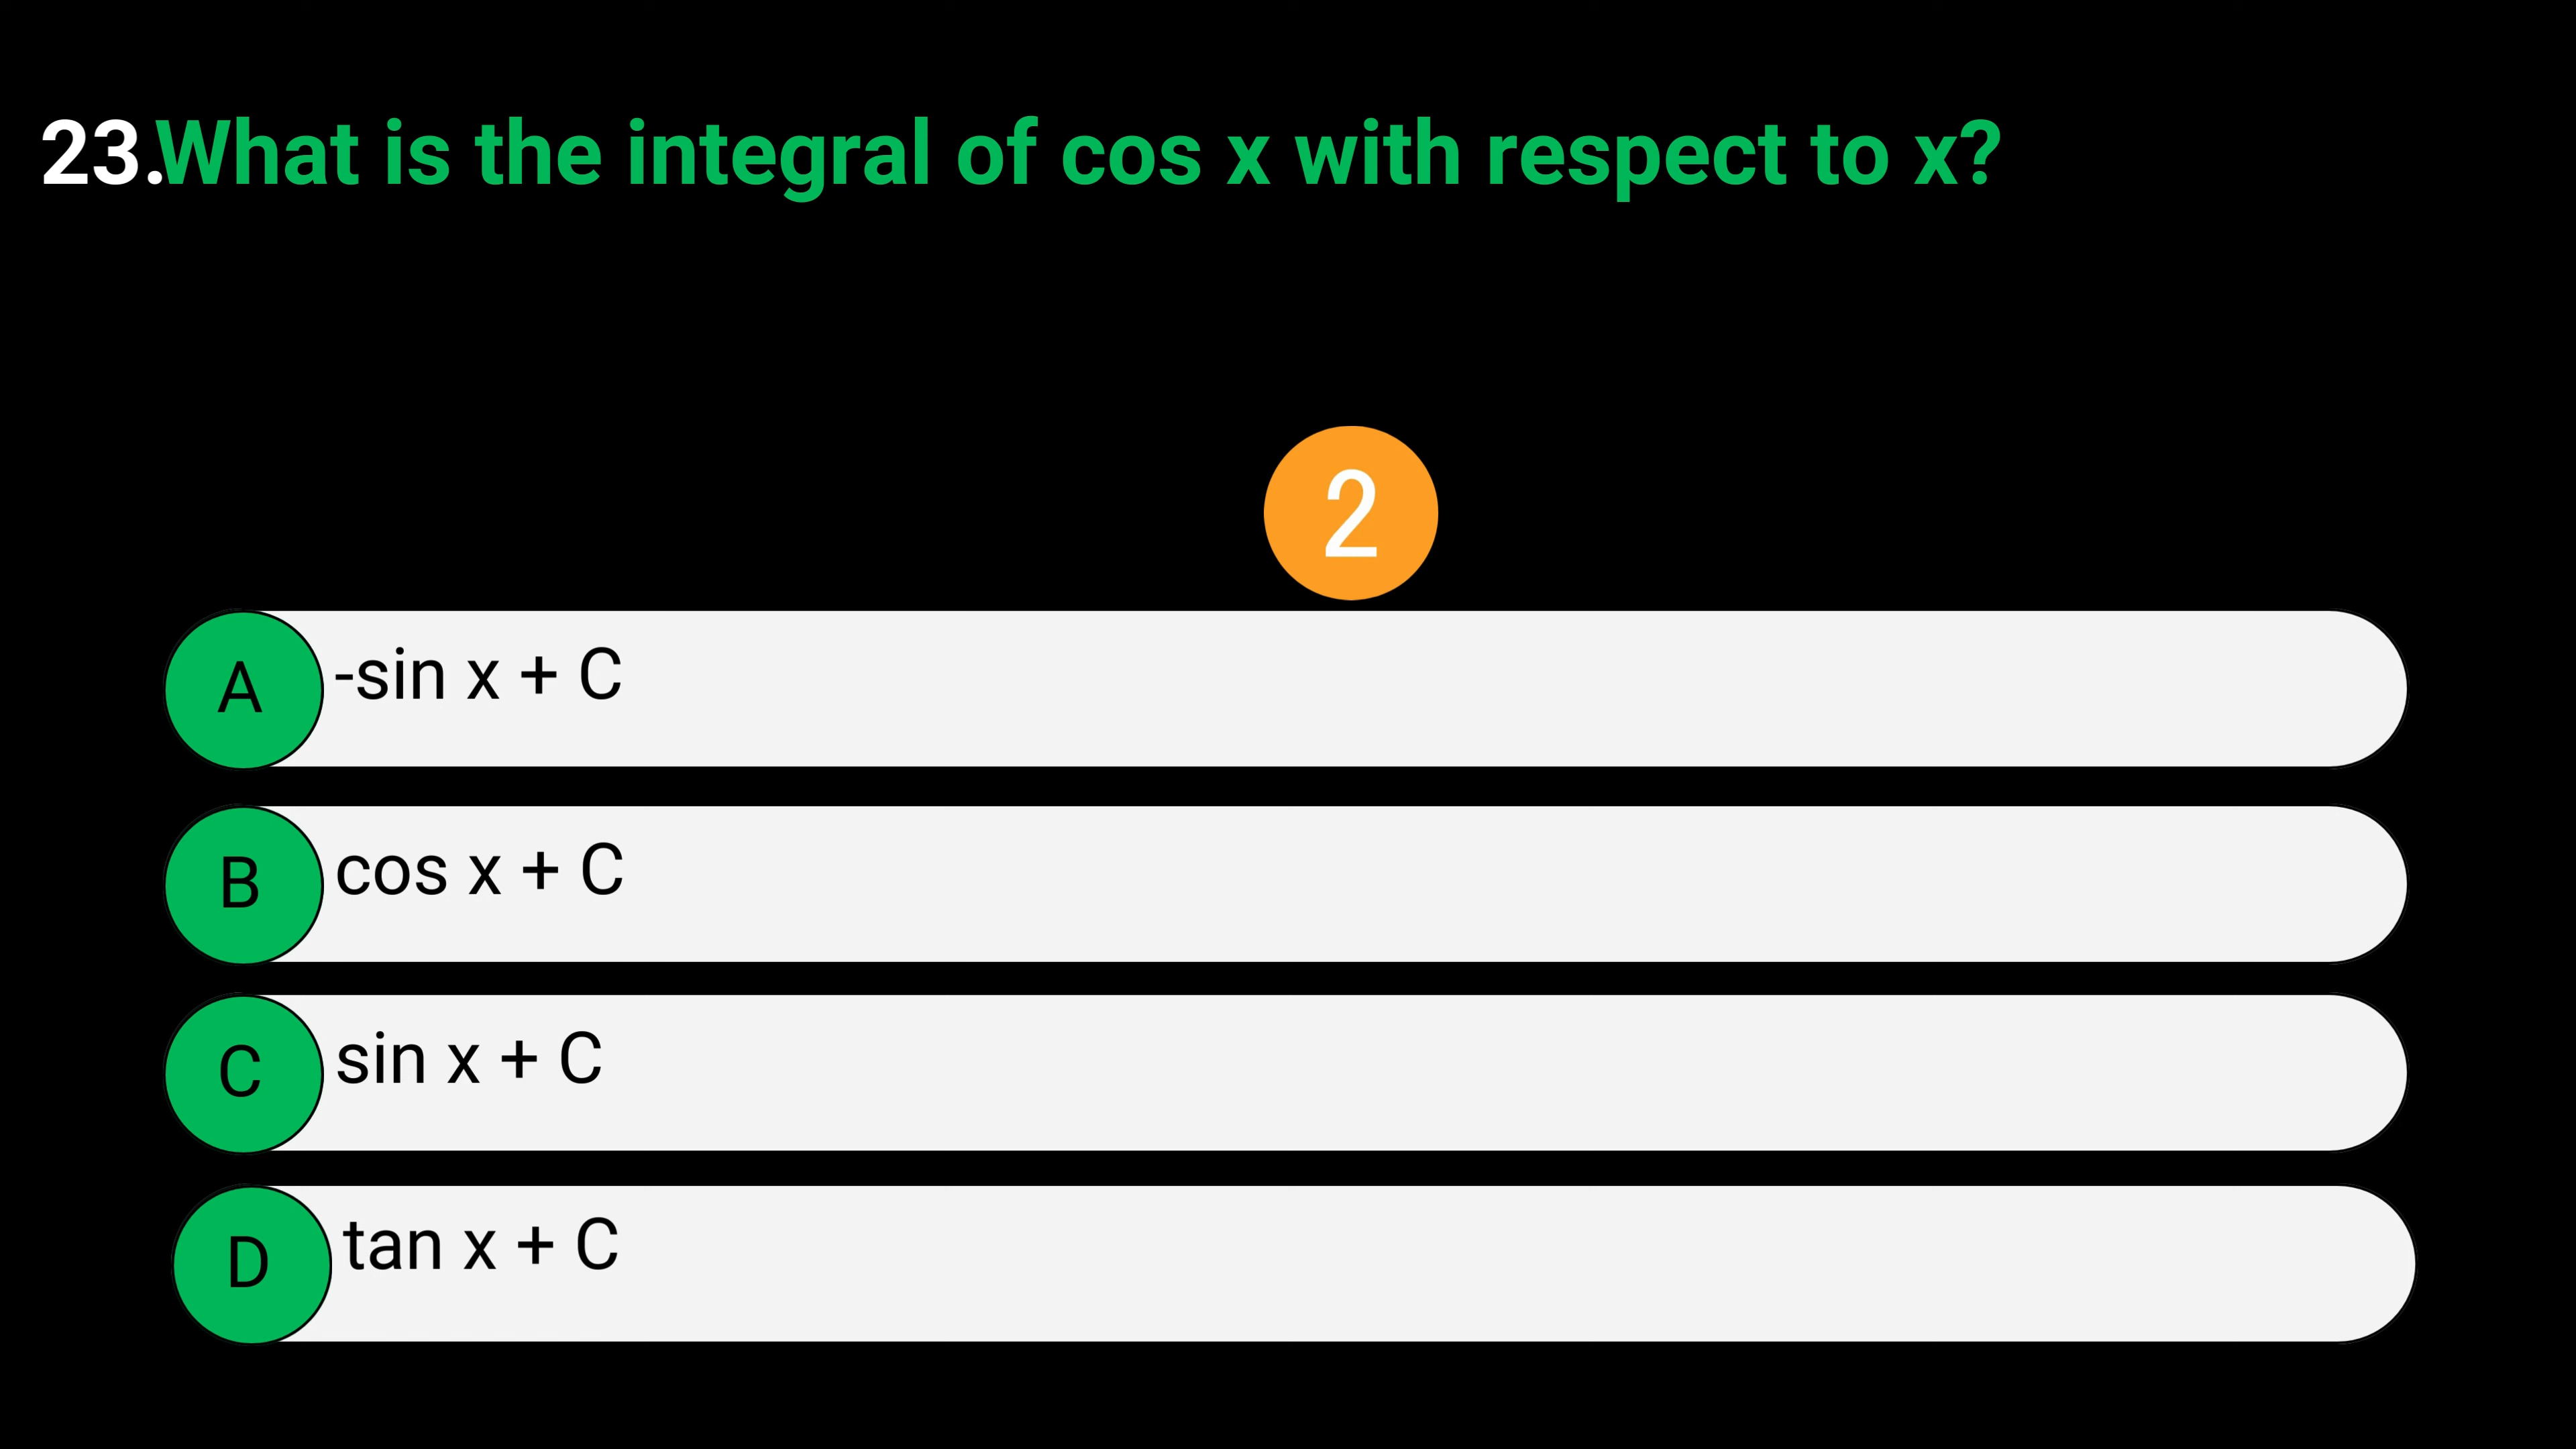 23.What is the integral of cos x with respect to x?
2
A -sin x + C
B cos x + C
C sin x + C
D tan x + C